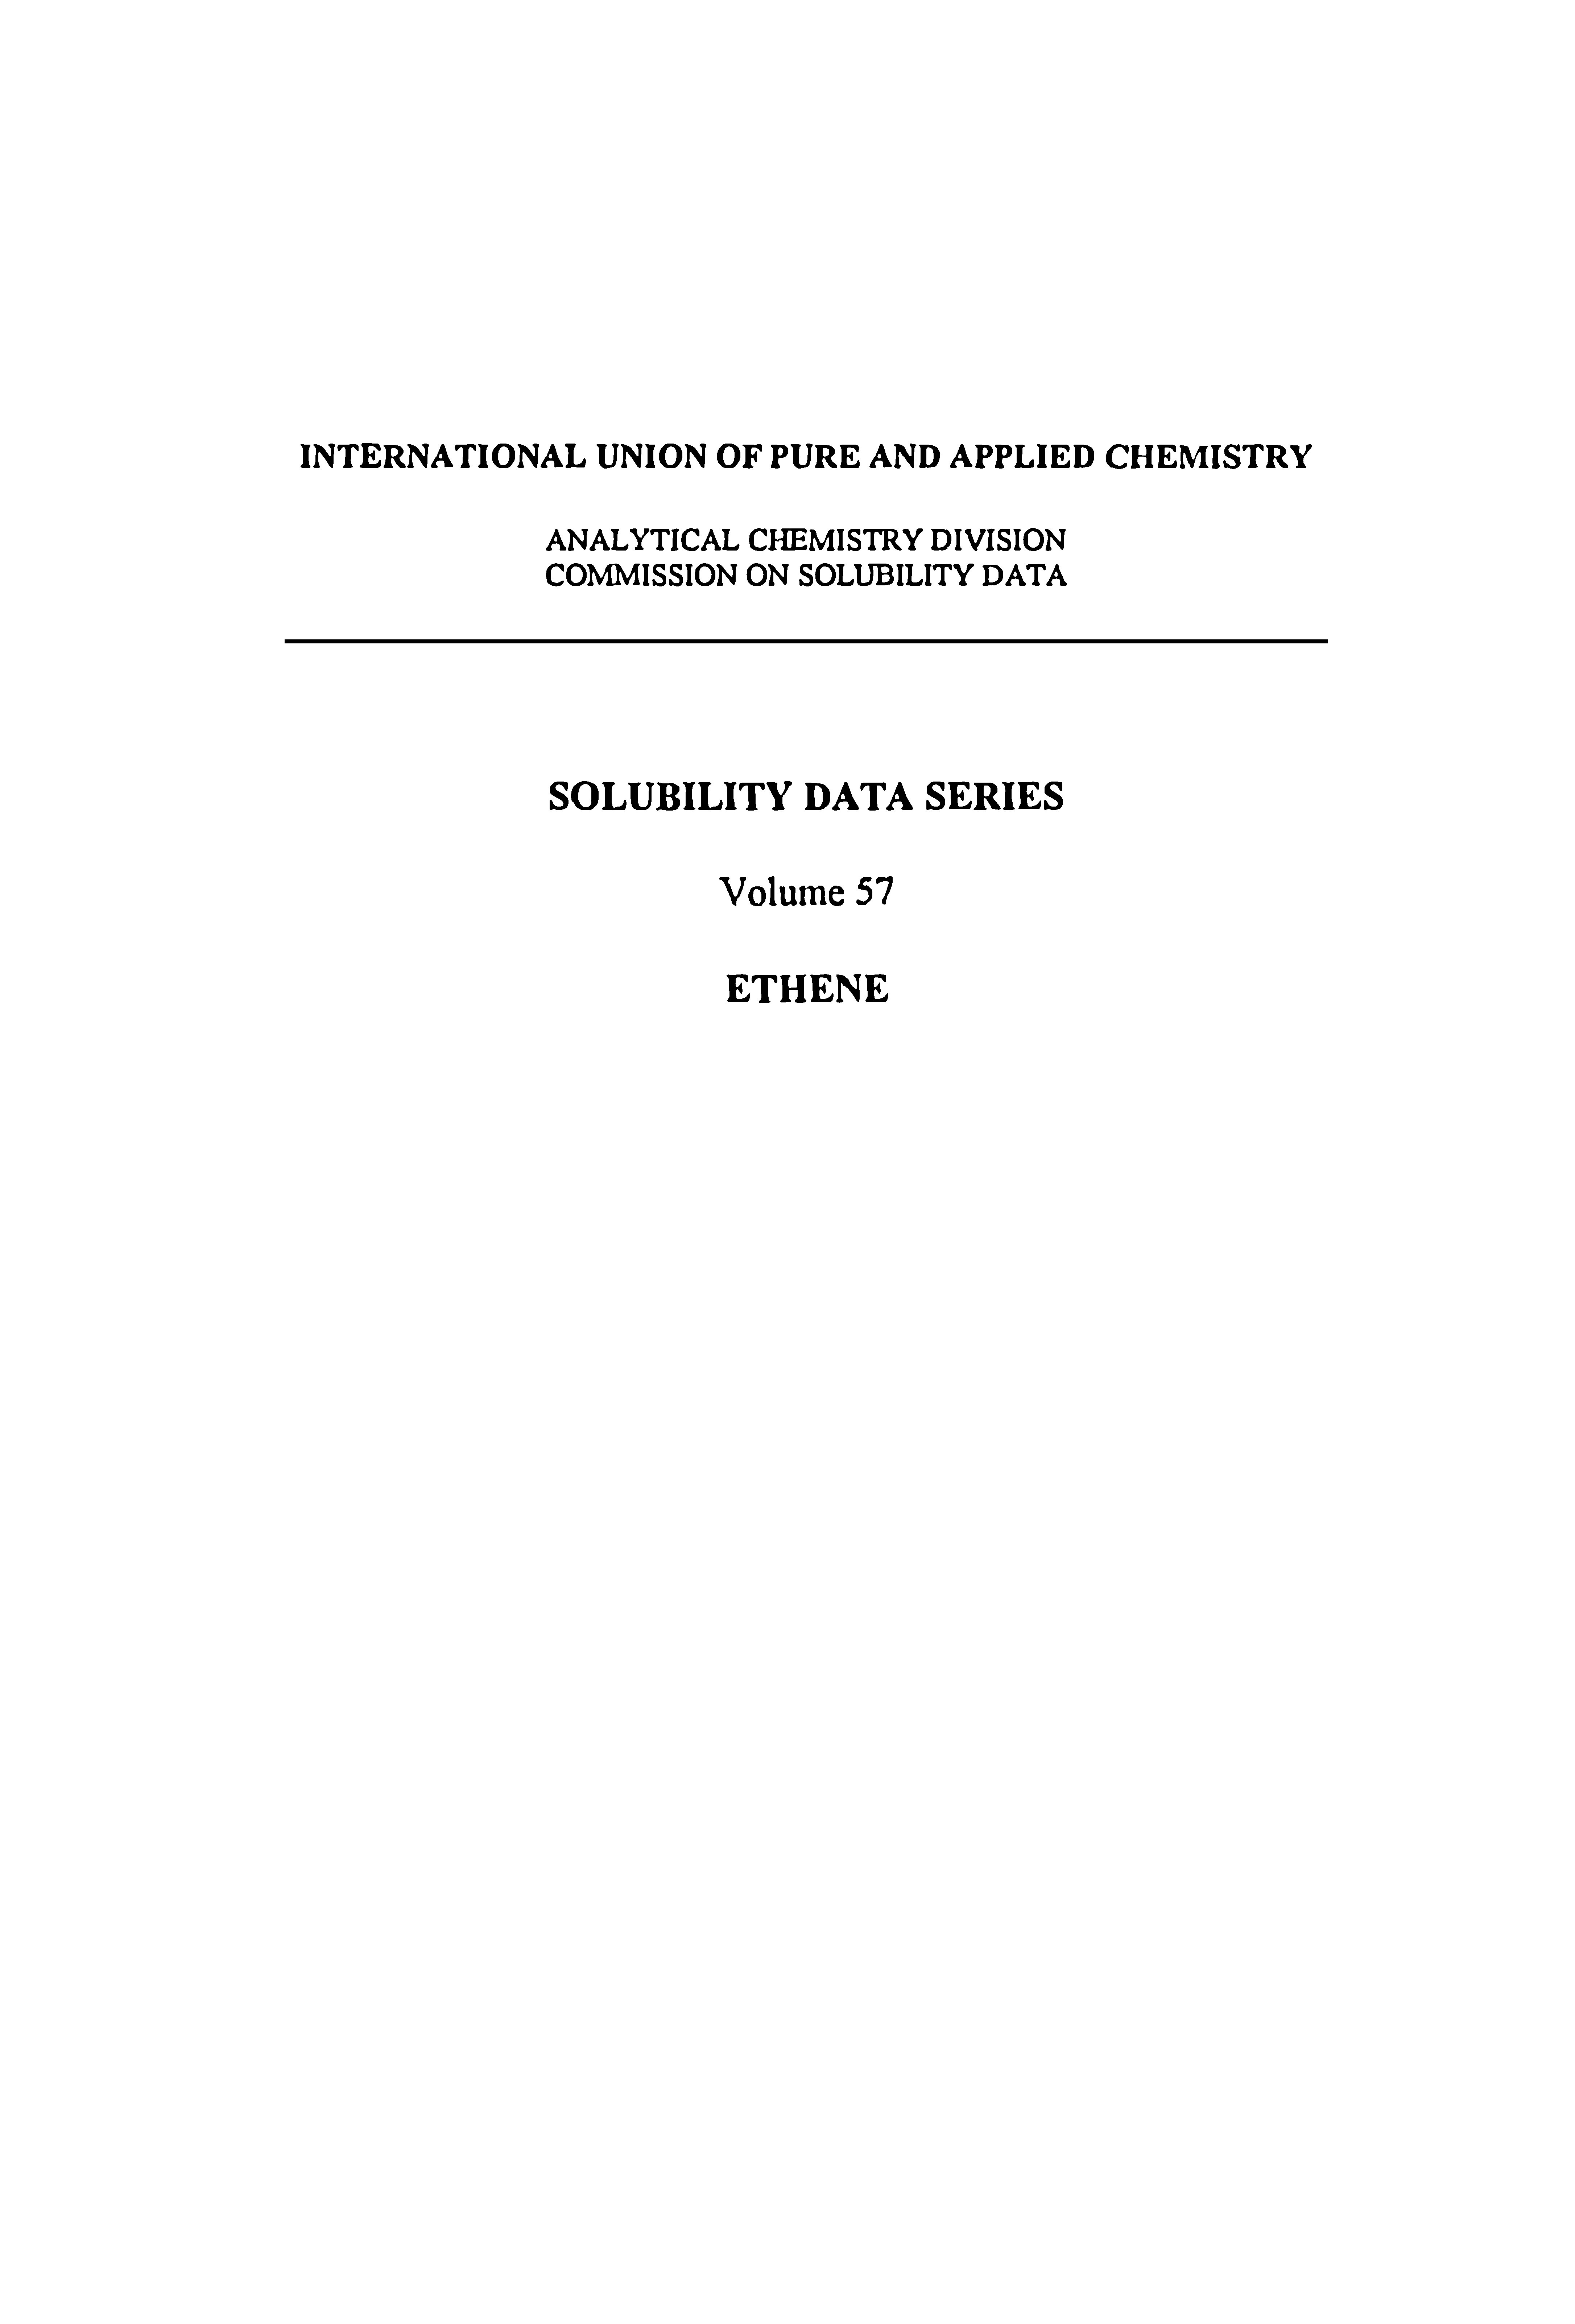 INTERNATIONAL UNION OF PURE AND APPLIED CHEMISTRY
ANALYTICAL CHEMISTRY DIVISION
COMMISSION ON SOLUBILITY DATA
SOLUBILITY DATA SERIES
Volume 57
ETHENE